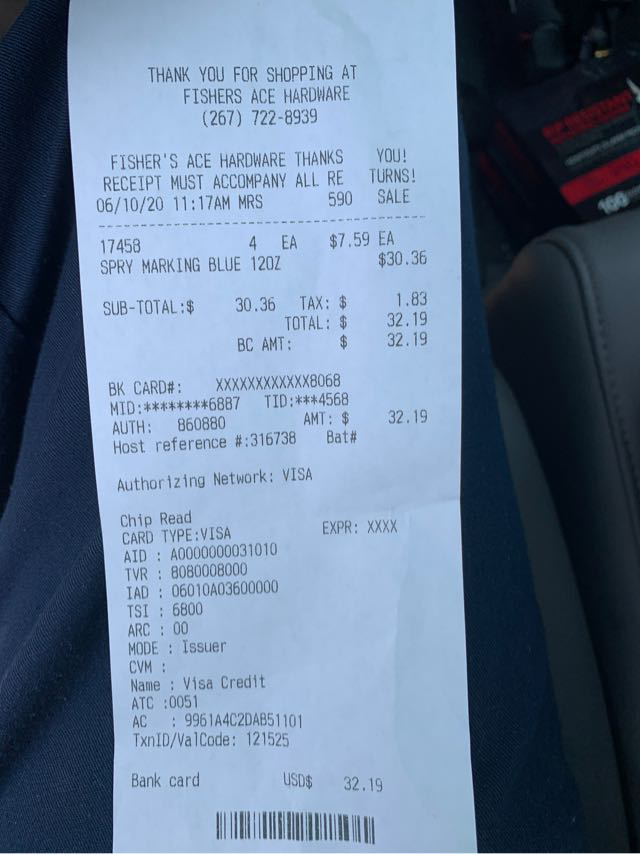 THANK YOU FOR SHOPPING AT
FISHERS ACE HARDWARE
(267) 722-8939
FISHER'S ACE HARDWARE THANKS YOU!
RECEIPT MUST ACCOMPANY ALL RE TURNS!
06/10/20 11:17AM MRS 590 SALE
17458 4 EA $7.59 EA
SPRY MARKING BLUE 12OZ $30.36
SUB-TOTAL:$ 30.36 TAX: $ 1.83
TOTAL: $ 32.19
BC AMT: $ 32.19
BK CARD#: XXXXXXXXXXXX8068
MID:********6887 TID:***4568
AUTH: 860880 AMT: $ 32.19
Host reference #:316738 Bat#
Authorizing Network: VISA
Chip Read
CARD TYPE:VISA EXPR: XXXX
AID : A0000000031010
TVR : 8080008000
IAD : 06010A03600000
TSI : 6800
ARC : 00
MODE : Issuer
CVM :
Name : Visa Credit
ATC :0051
AC : 9961A4C2DAB51101
TxnID/ValCode: 121525
Bank card USD$ 32.19
100